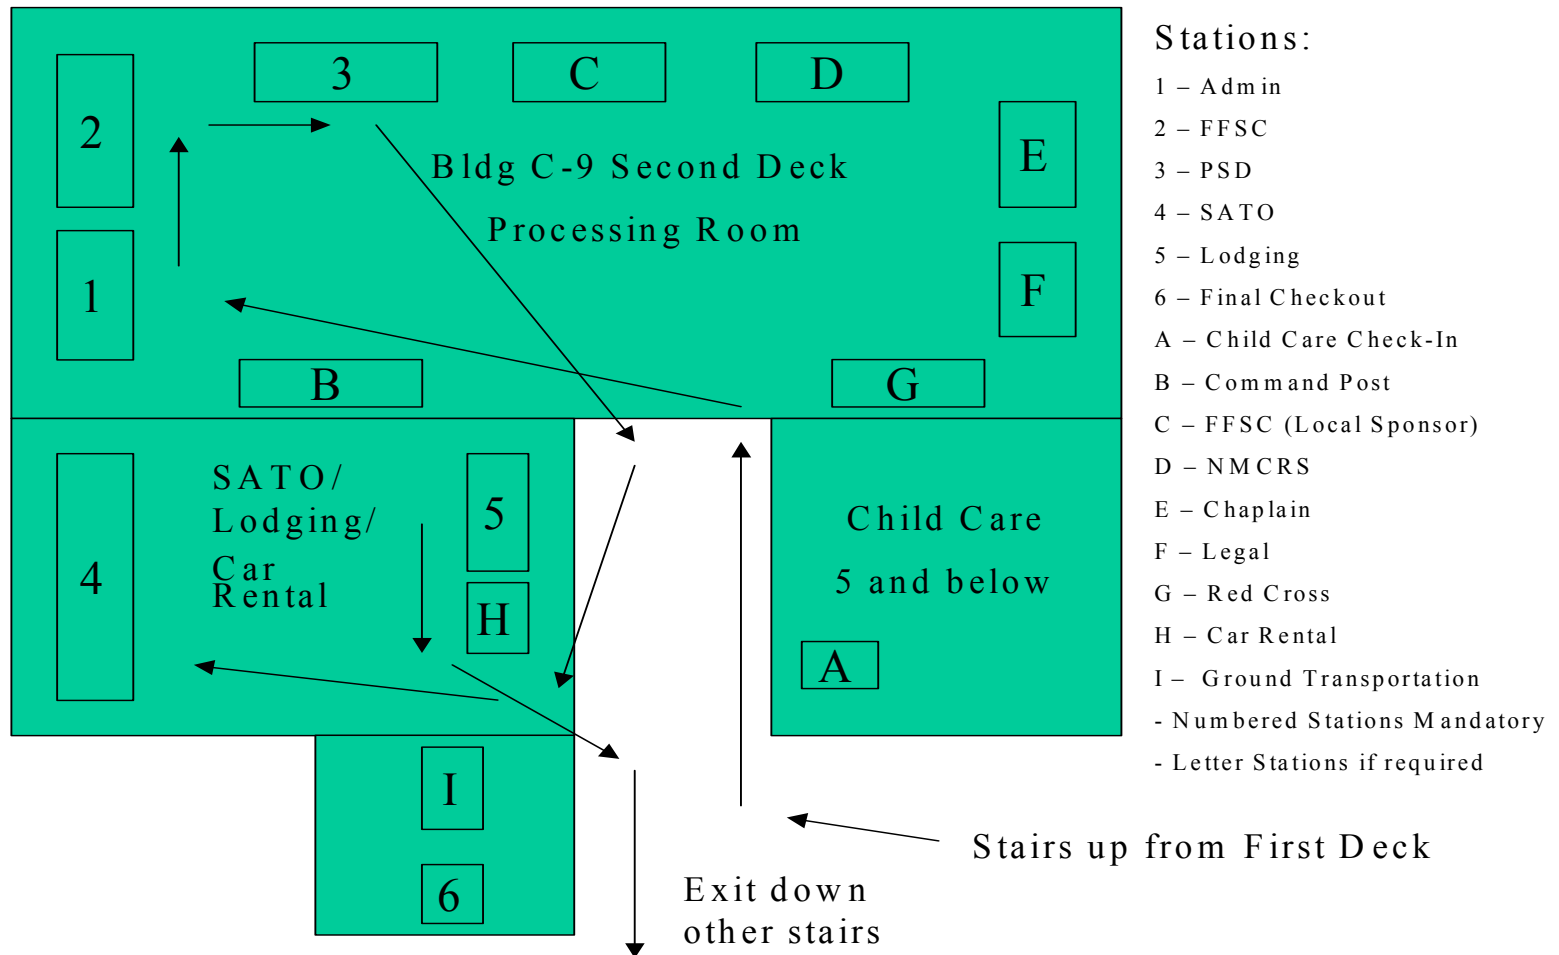 3
C
D
2
E
Bldg C-9 Second Deck
Processing Room
1
F
B
G
SATO/
Lodging/
Car
Rental
5
4
H
Child Care
5 and below
A
I
6
Stairs up from First Deck
Exit down
other stairs
Stations:
1 – Admin
2 – FFSC
3 – PSD
4 – SATO
5 – Lodging
6 – Final Checkout
A – Child Care Check-In
B – Command Post
C – FFSC (Local Sponsor)
D – NMCRS
E – Chaplain
F – Legal
G – Red Cross
H – Car Rental
I – Ground Transportation
- Numbered Stations Mandatory
- Letter Stations if required